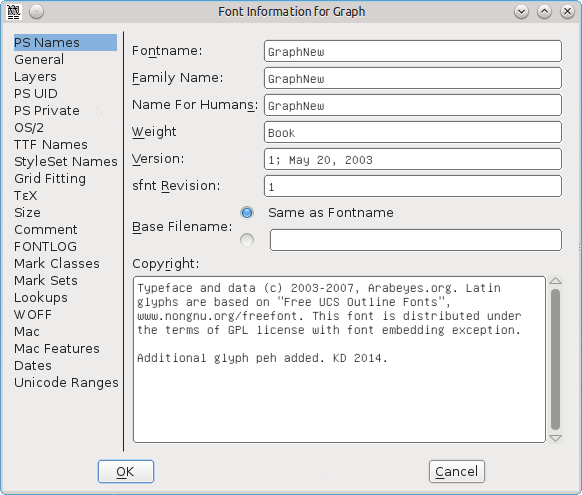 Font Information for Graph
PS Names
General
Layers
PS UID
PS Private
OS/2
TTF Names
StyleSet Names
Grid Fitting
TεX
Size
Comment
FONTLOG
Mark Classes
Mark Sets
Lookups
WOFF
Mac
Mac Features
Dates
Unicode Ranges
Fontname: GraphNew
Family Name: GraphNew
Name For Humans: GraphNew
Weight Book
Version: 1; May 20, 2003
sfnt Revision: 1
Base Filename: Same as Fontname
Copyright:
Typeface and data (c) 2003-2007, Arabeyes.org. Latin
glyphs are based on "Free UCS Outline Fonts",
www.nongnu.org/freefont. This font is distributed under
the terms of GPL license with font embedding exception.
Additional glyph peh added. KD 2014.
OK Cancel